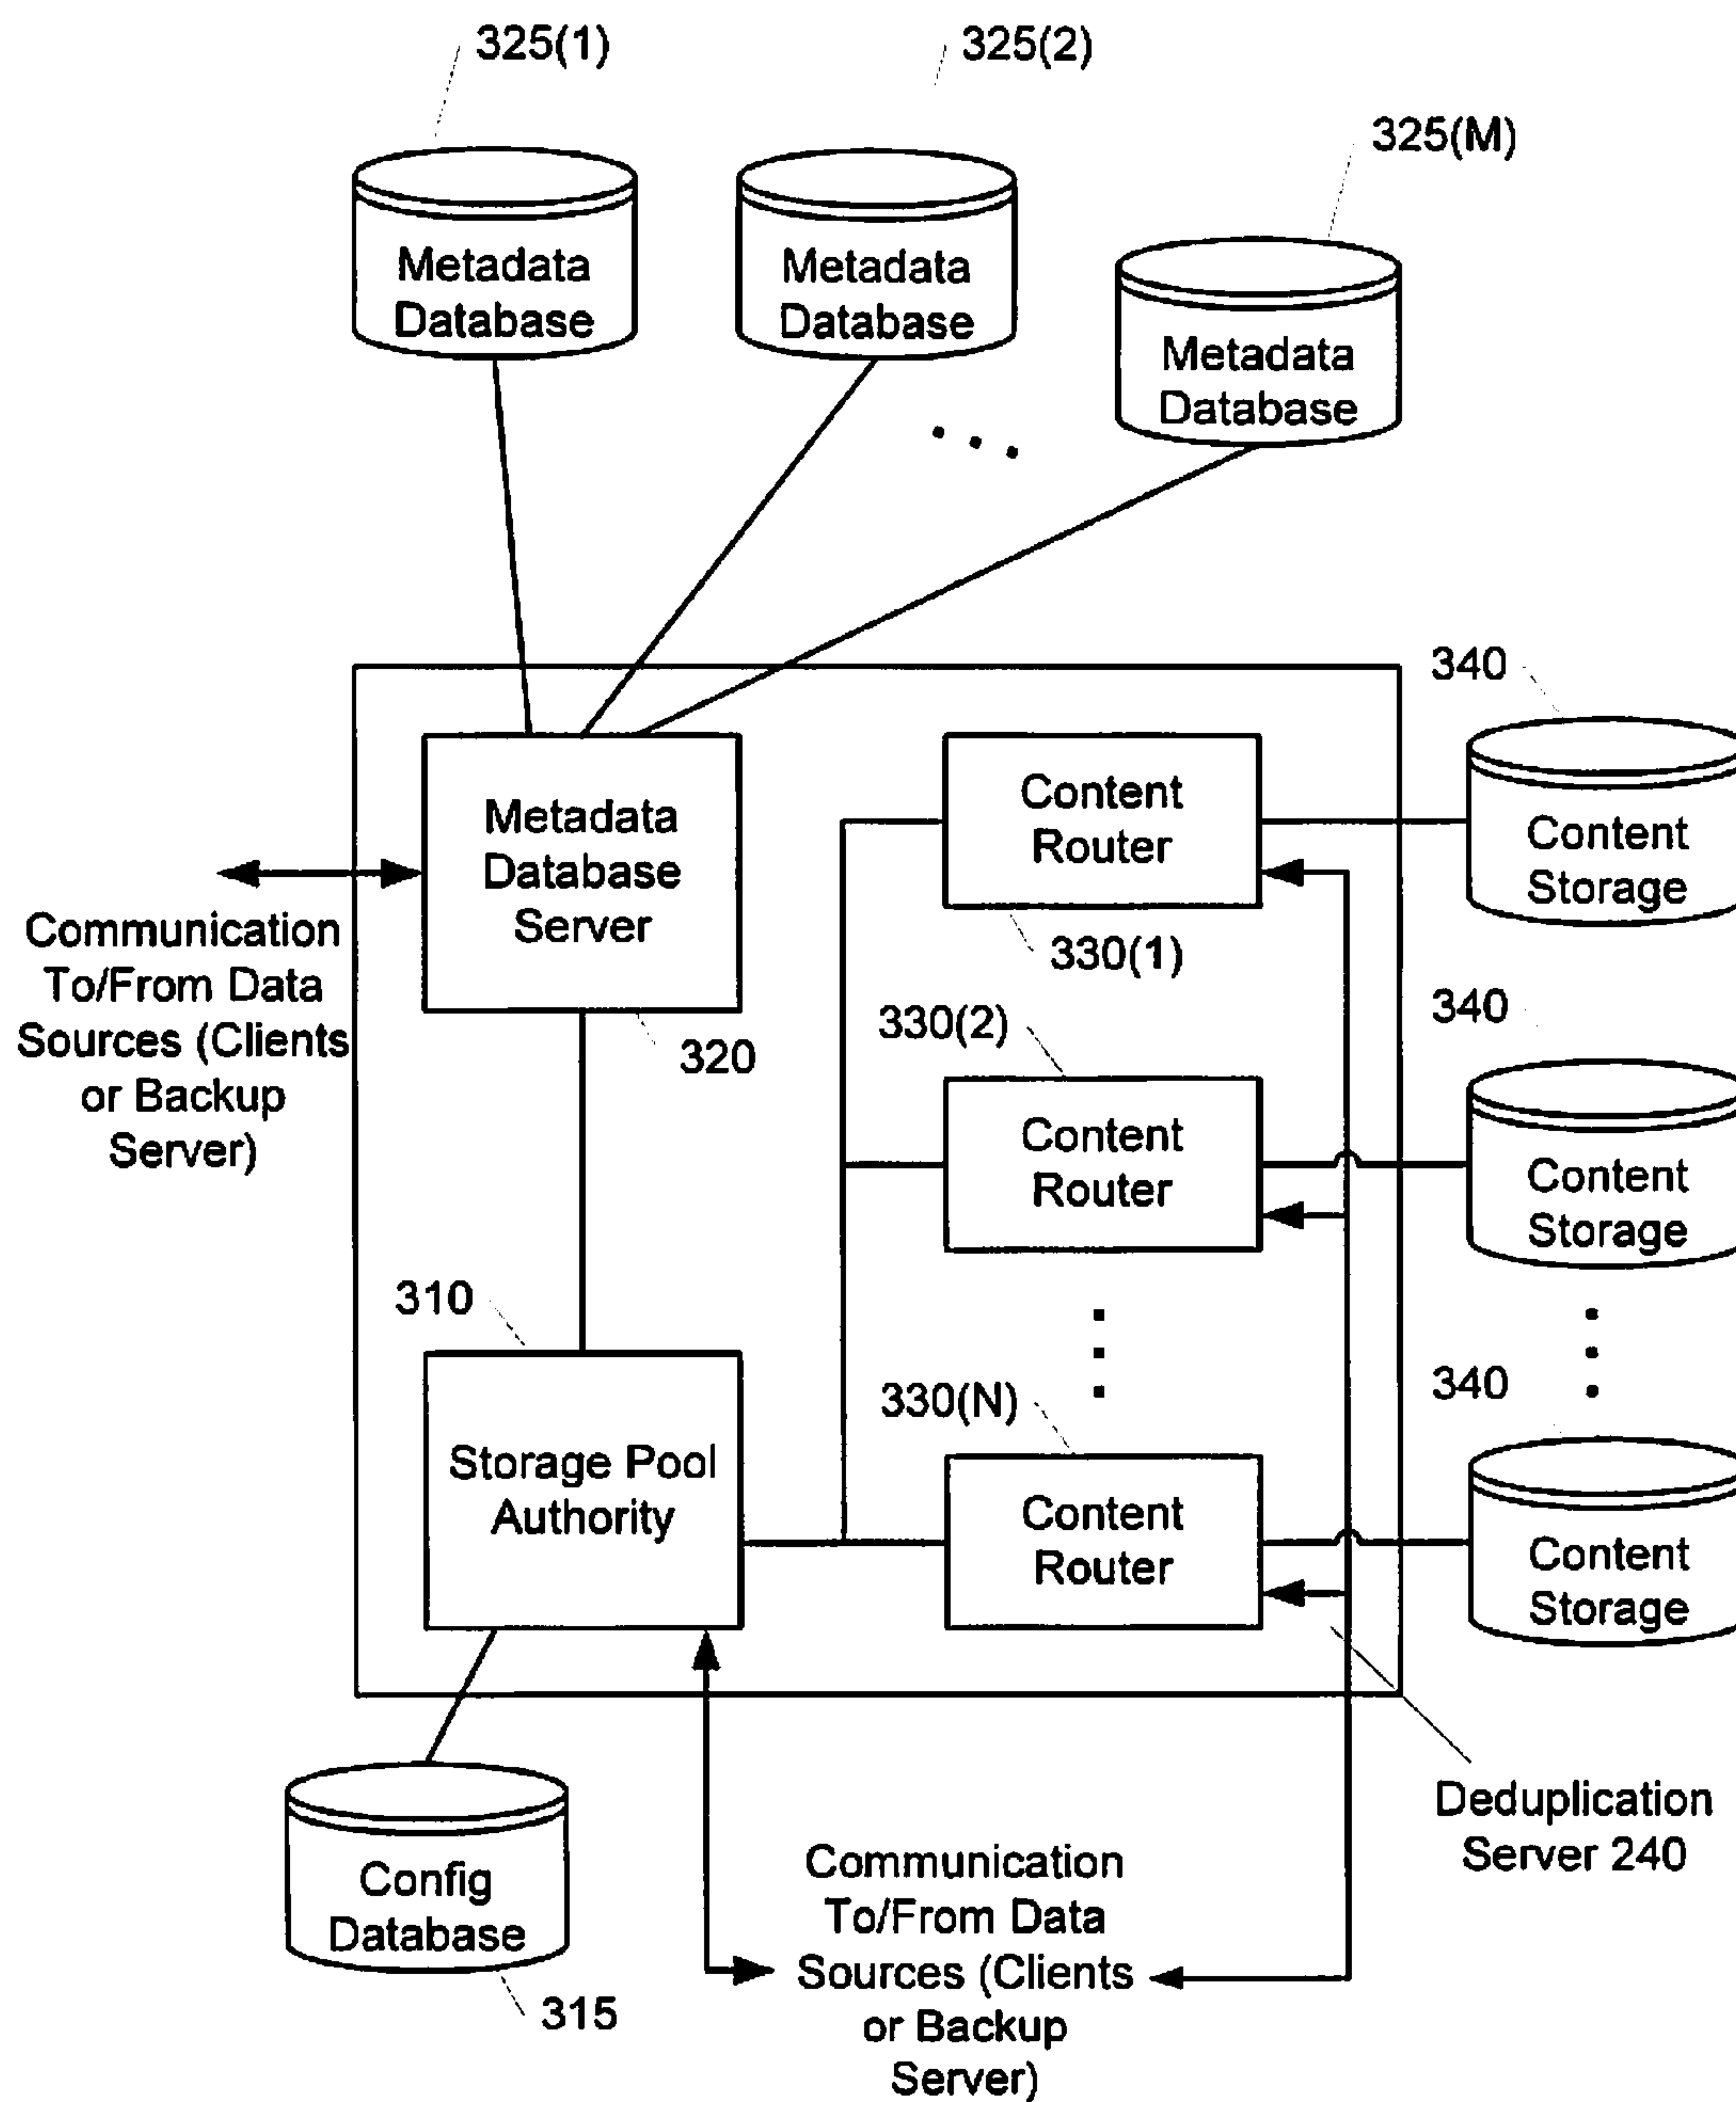 325(1)
325(2)
325(M)
Metadata
Database
Metadata
Database
Metadata
Database
340
Metadata
Database
Server
Content
Router
Content
Storage
Communication
To/From Data
Sources (Clients
or Backup
Server)
330(1)
320
330(2)
340
Content
Router
Content
Storage
310
330(N)
340
Storage Pool
Authority
Content
Router
Content
Storage
Config
Database
315
Communication
To/From Data
Sources (Clients
or Backup
Server)
Deduplication
Server 240